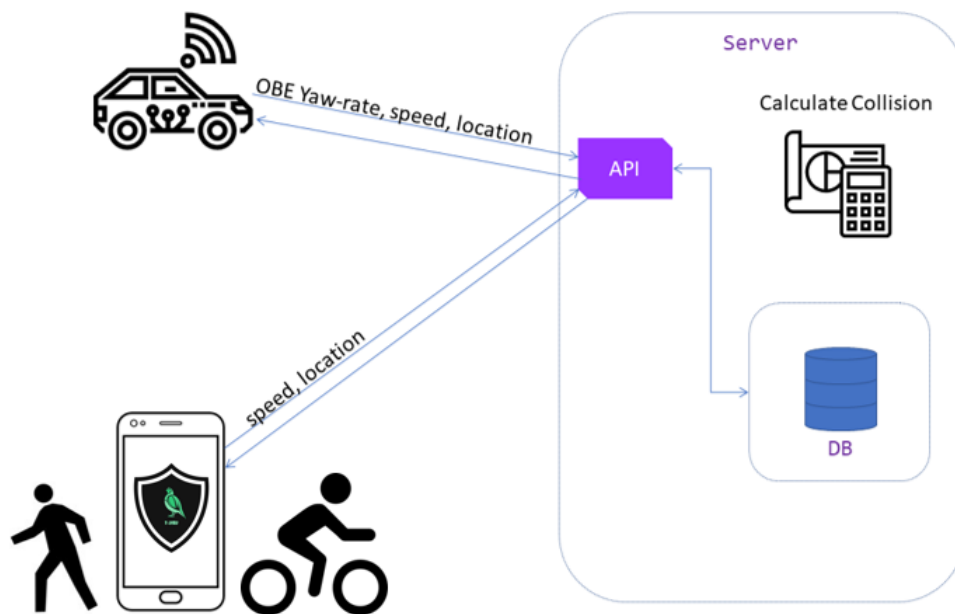 Server
OBE Yaw-rate, speed, location
Calculate Collision
API
speed, location
DB